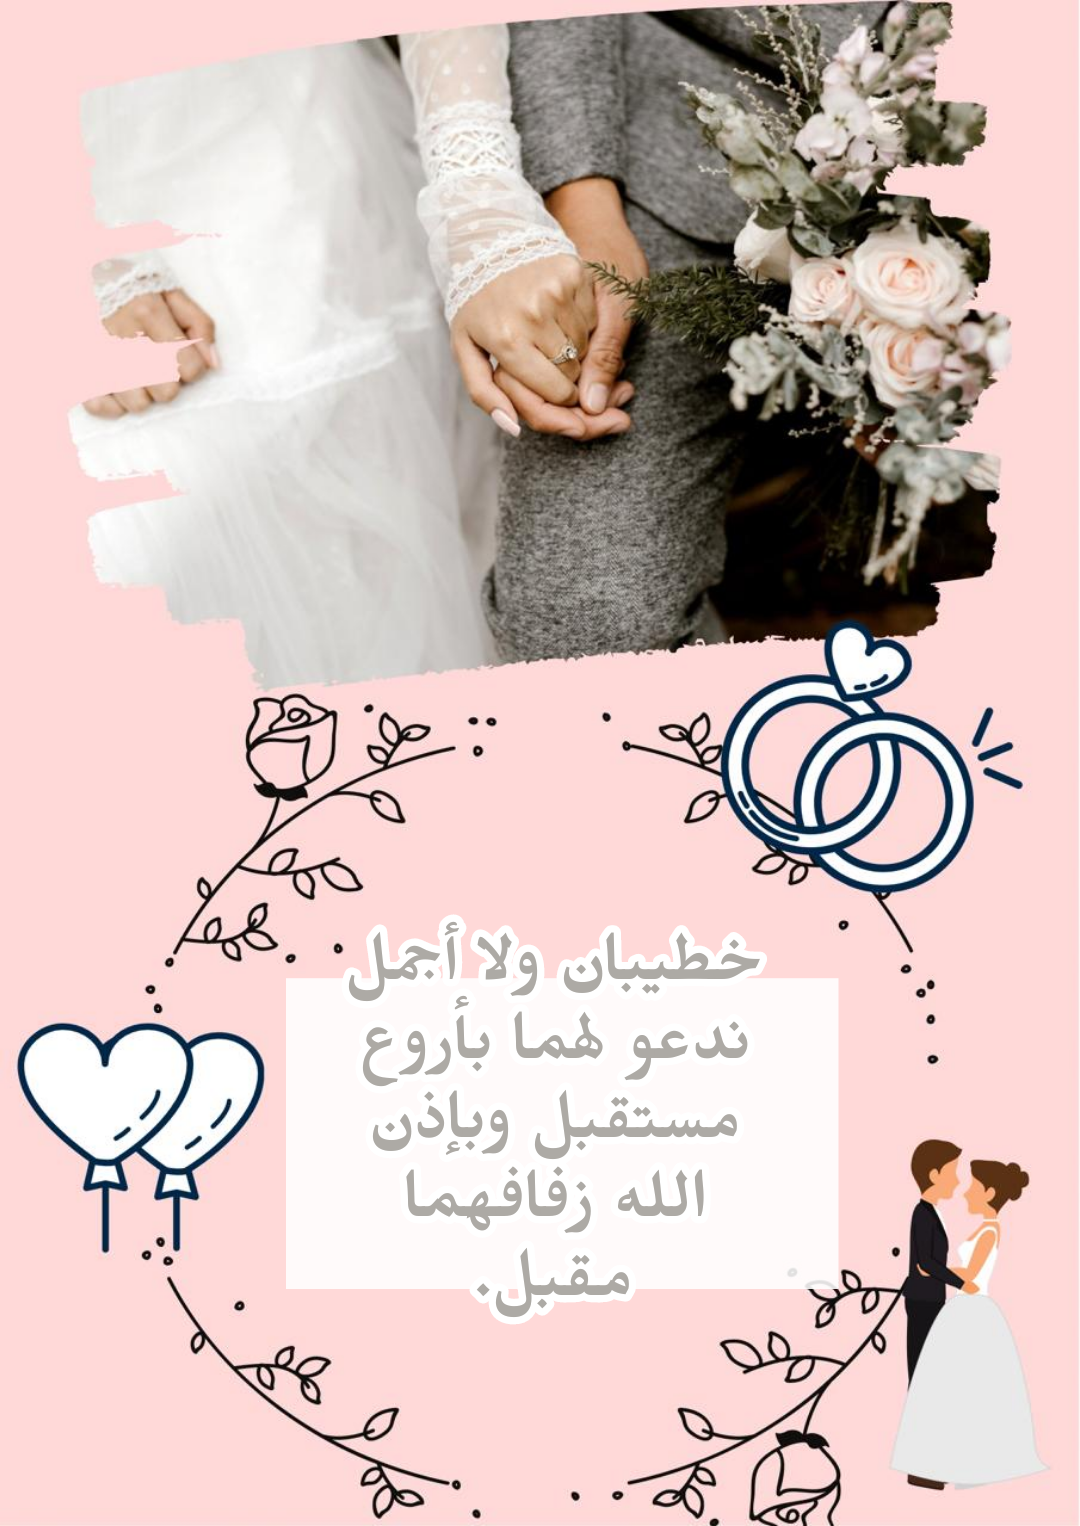 خطيبان ولا أجمل
ندعو لهما بأروع
مستقبل وبإذن
الله زفافهما
مقبل.